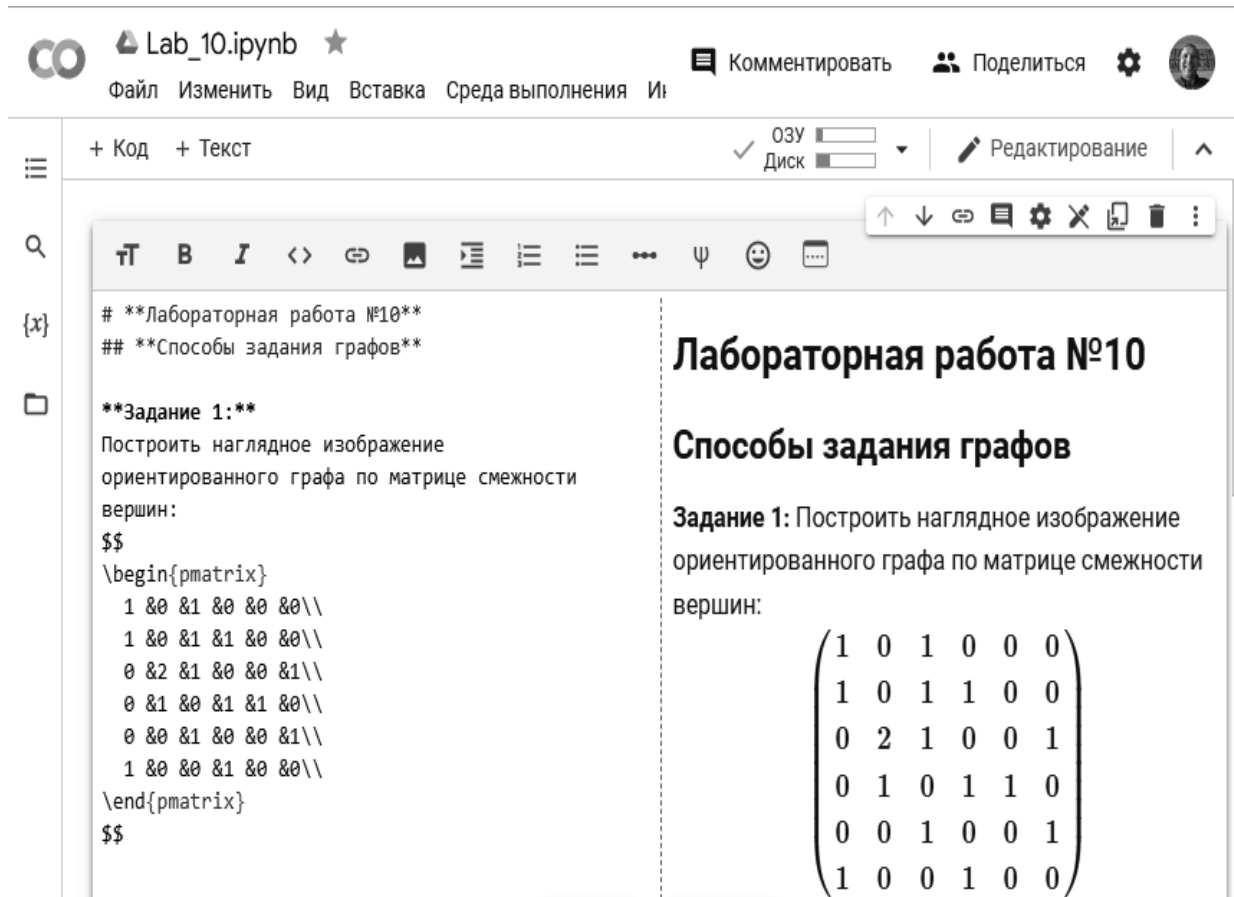 CO
Lab_10.ipynb
Файл Изменить Вид Вставка Среда выполнения
Комментировать
Поделиться
+ Код + Текст
ОЗУ
Диск
Редактирование
{x}
тT B I <> Ψ
# **Лабораторная работа №10**
## **Способы задания графов**
**Задание 1:**
Построить наглядное изображение
ориентированного графа по матрице смежности
вершин:
$$
\begin{pmatrix}
1 &0 &1 &0 &0 &0\\
1 &0 &1 &1 &0 &0\\
0 &2 &1 &0 &0 &1\\
0 &1 &0 &1 &1 &0\\
0 &0 &1 &0 &0 &1\\
1 &0 &0 &1 &0 &0\\
\end{pmatrix}
$$
Лабораторная работа №10
Способы задания графов
Задание 1: Построить наглядное изображение
ориентированного графа по матрице смежности
вершин:
1 0 1 0 0 0
1 0 1 1 0 0
0 2 1 0 0 1
0 1 0 1 1 0
0 0 1 0 0 1
1 0 0 1 0 0